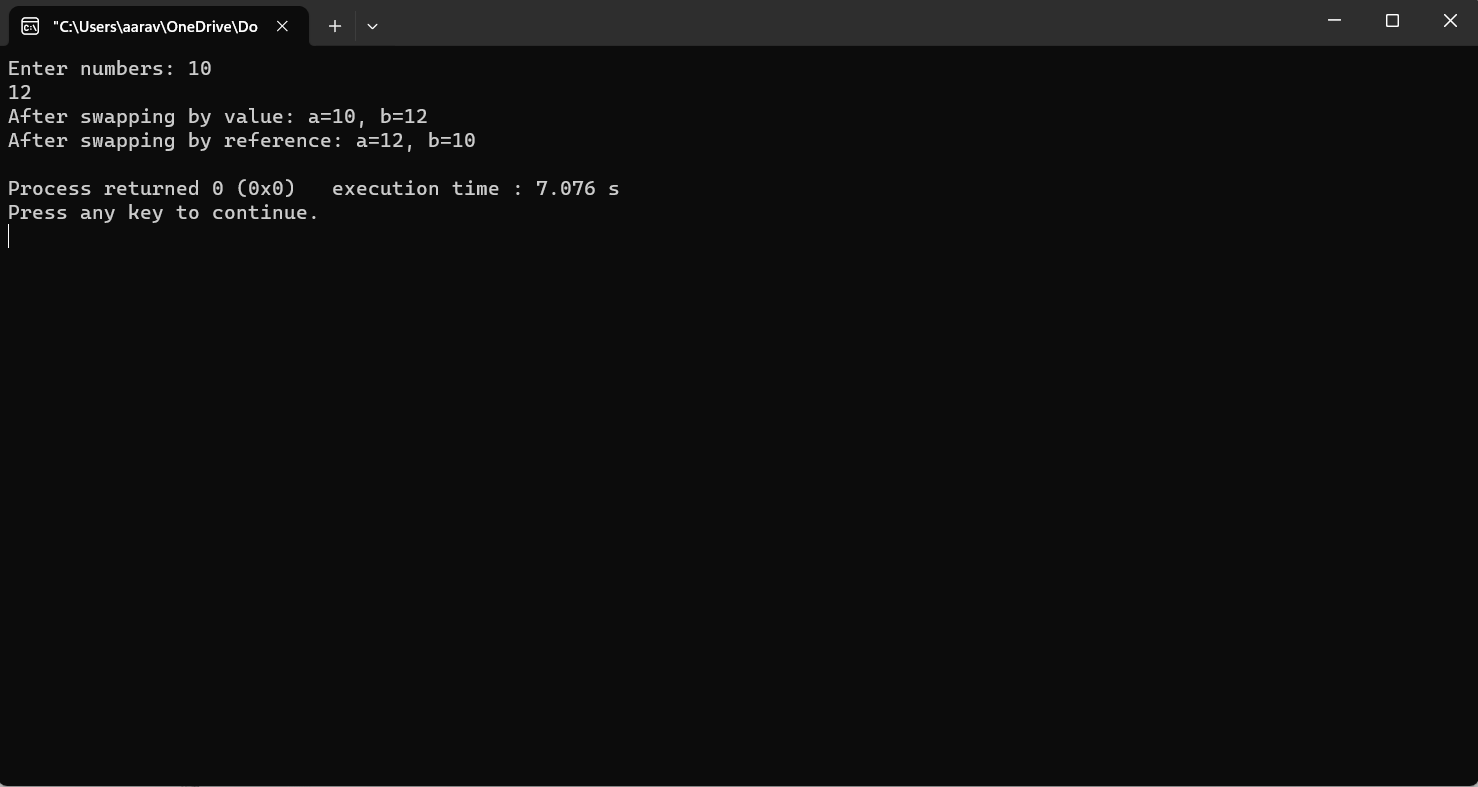 "C:\Users\aarav\OneDrive\Do
Enter numbers: 10
12
After swapping by value: a=10, b=12
After swapping by reference: a=12, b=10
Process returned 0 (0x0)   execution time : 7.076 s
Press any key to continue.